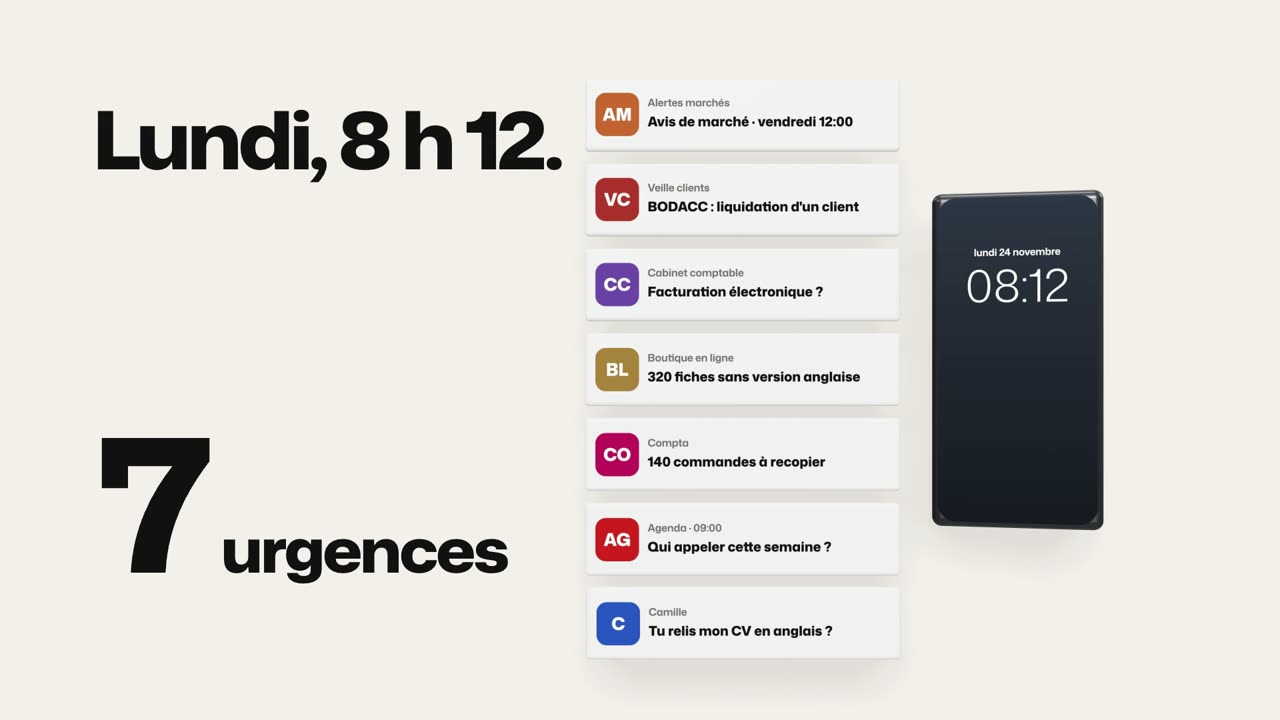 Lundi, 8 h 12.
7 urgences
AM
Alertes marchés
Avis de marché · vendredi 12:00
VC
Veille clients
BODACC : liquidation d'un client
CC
Cabinet comptable
Facturation électronique ?
BL
Boutique en ligne
320 fiches sans version anglaise
CO
Compta
140 commandes à recopier
AG
Agenda · 09:00
Qui appeler cette semaine ?
C
Camille
Tu relis mon CV en anglais ?
lundi 24 novembre
08:12